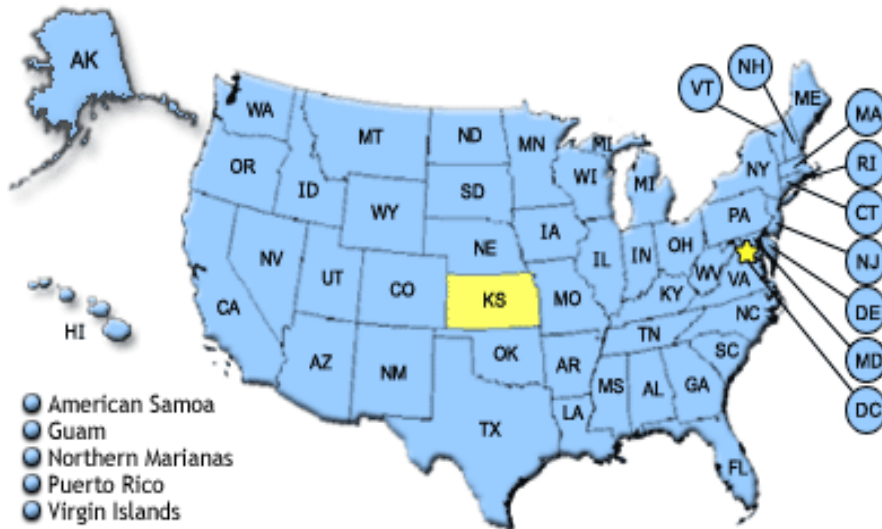 AK
NH
VT
ME
WA
MA
MT
ND
MN
MI
OR
NY
RI
ID
SD
WI
MI
WY
CT
PA
IA
NE
OH
NV
IL
IN
NJ
UT
WV
CO
VA
KS
MO
KY
CA
DE
NC
HI
TN
OK
SC
AZ
AR
MD
NM
MS
AL
GA
American Samoa
DC
LA
TX
Guam
Northern Marianas
FL
Puerto Rico
Virgin Islands